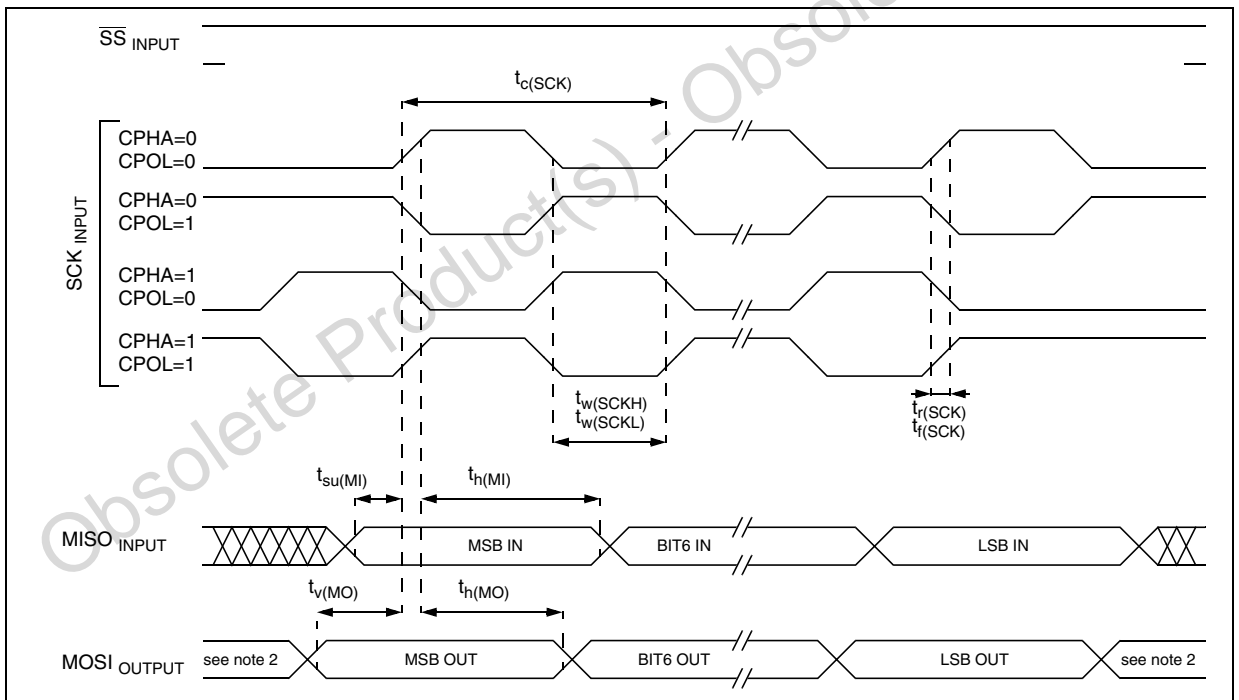 SS INPUT
tc(SCK)
SCK INPUT
CPHA=0
CPOL=0
CPHA=0
CPOL=1
CPHA=1
CPOL=0
CPHA=1
CPOL=1
tw(SCKH)
tw(SCKL)
tr(SCK)
tf(SCK)
tsu(MI)
th(MI)
MISO INPUT
MSB IN
BIT6 IN
LSB IN
tv(MO)
th(MO)
MOSI OUTPUT
see note 2
MSB OUT
BIT6 OUT
LSB OUT
see note 2
Obsolete Product(s) - Obsole